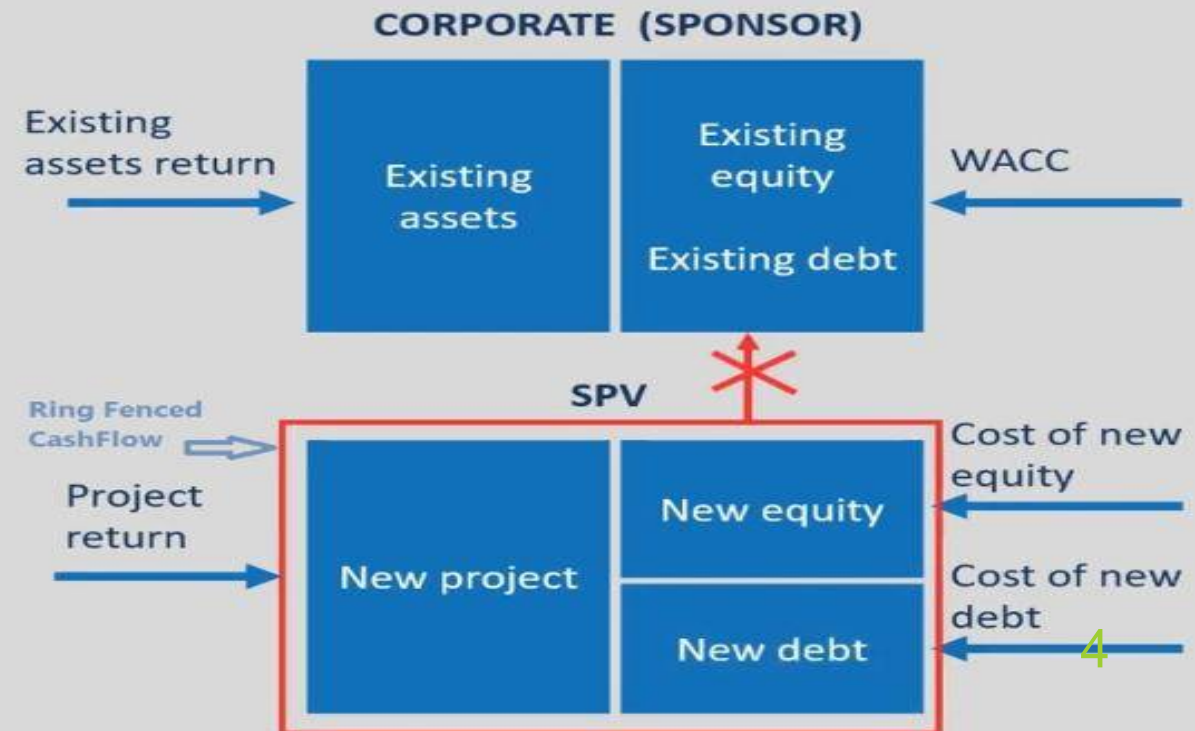 CORPORATE (SPONSOR)
Existing
assets return
Existing
assets
Existing
equity
Existing debt
WACC
SPV
Ring Fenced
CashFlow
Project
return
New project
New equity
New debt
Cost of new
equity
Cost of new
debt
4